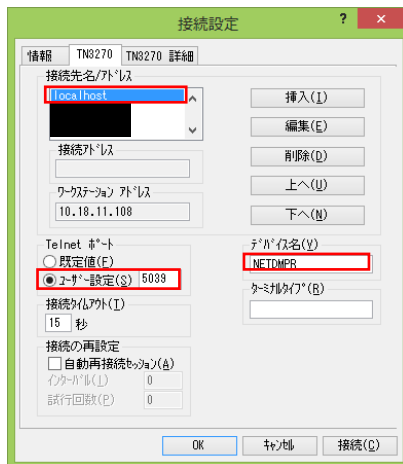 接続設定
? ×
情報 TN3270 TN3270 詳細
接続先名/ｱﾄﾞﾚｽ
localhost
挿入(I)
編集(E)
削除(D)
上へ(U)
下へ(N)
接続ｱﾄﾞﾚｽ
ﾜｰｸｽﾃｰｼｮﾝ ｱﾄﾞﾚｽ
10.18.11.108
Telnet ﾎﾟｰﾄ
既定値(F)
ﾕｰｻﾞｰ設定(S) 5039
ﾃﾞﾊﾞｲｽ名(V)
NETDMPR
ﾀｰﾐﾅﾙﾀｲﾌﾟ(R)
接続ﾀｲﾑｱｳﾄ(T)
15 秒
接続の再設定
自動再接続ｾｯｼｮﾝ(A)
ｲﾝﾀｰﾊﾞﾙ(L) 0
試行回数(P) 0
OK ｷｬﾝｾﾙ 接続(C)